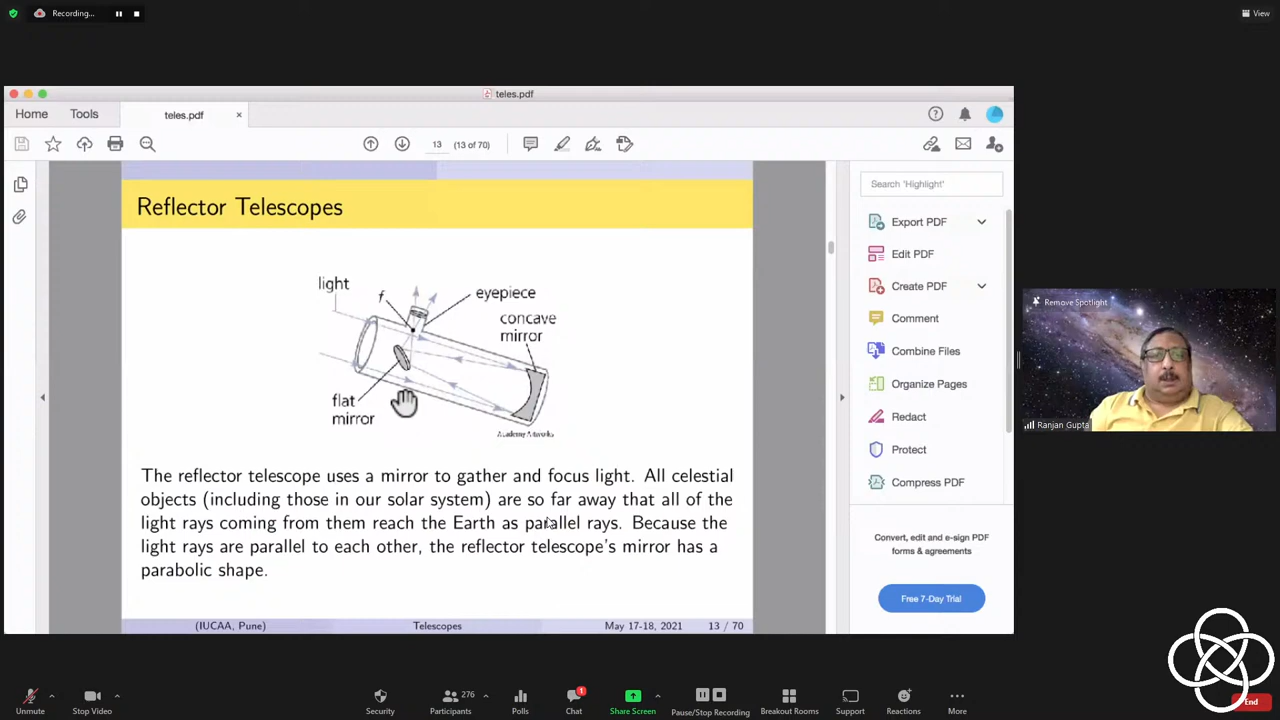 Recording...
View
teles.pdf
Home
Tools
teles.pdf
×
13
(13 of 70)
Search 'Highlight'
Reflector Telescopes
light
f
eyepiece
concave
mirror
flat
mirror
Academy Artworks
The reflector telescope uses a mirror to gather and focus light. All celestial
objects (including those in our solar system) are so far away that all of the
light rays coming from them reach the Earth as parallel rays. Because the
light rays are parallel to each other, the reflector telescope's mirror has a
parabolic shape.
(IUCAA, Pune)
Telescopes
May 17-18, 2021
13 / 70
Export PDF
Edit PDF
Create PDF
Comment
Combine Files
Organize Pages
Redact
Protect
Compress PDF
Convert, edit and e-sign PDF
forms & agreements
Free 7-Day Trial
Remove Spotlight
Ranjan Gupta
Unmute
Stop Video
Security
276
Participants
Polls
1
Chat
Share Screen
Pause/Stop Recording
Breakout Rooms
Support
Reactions
More
End